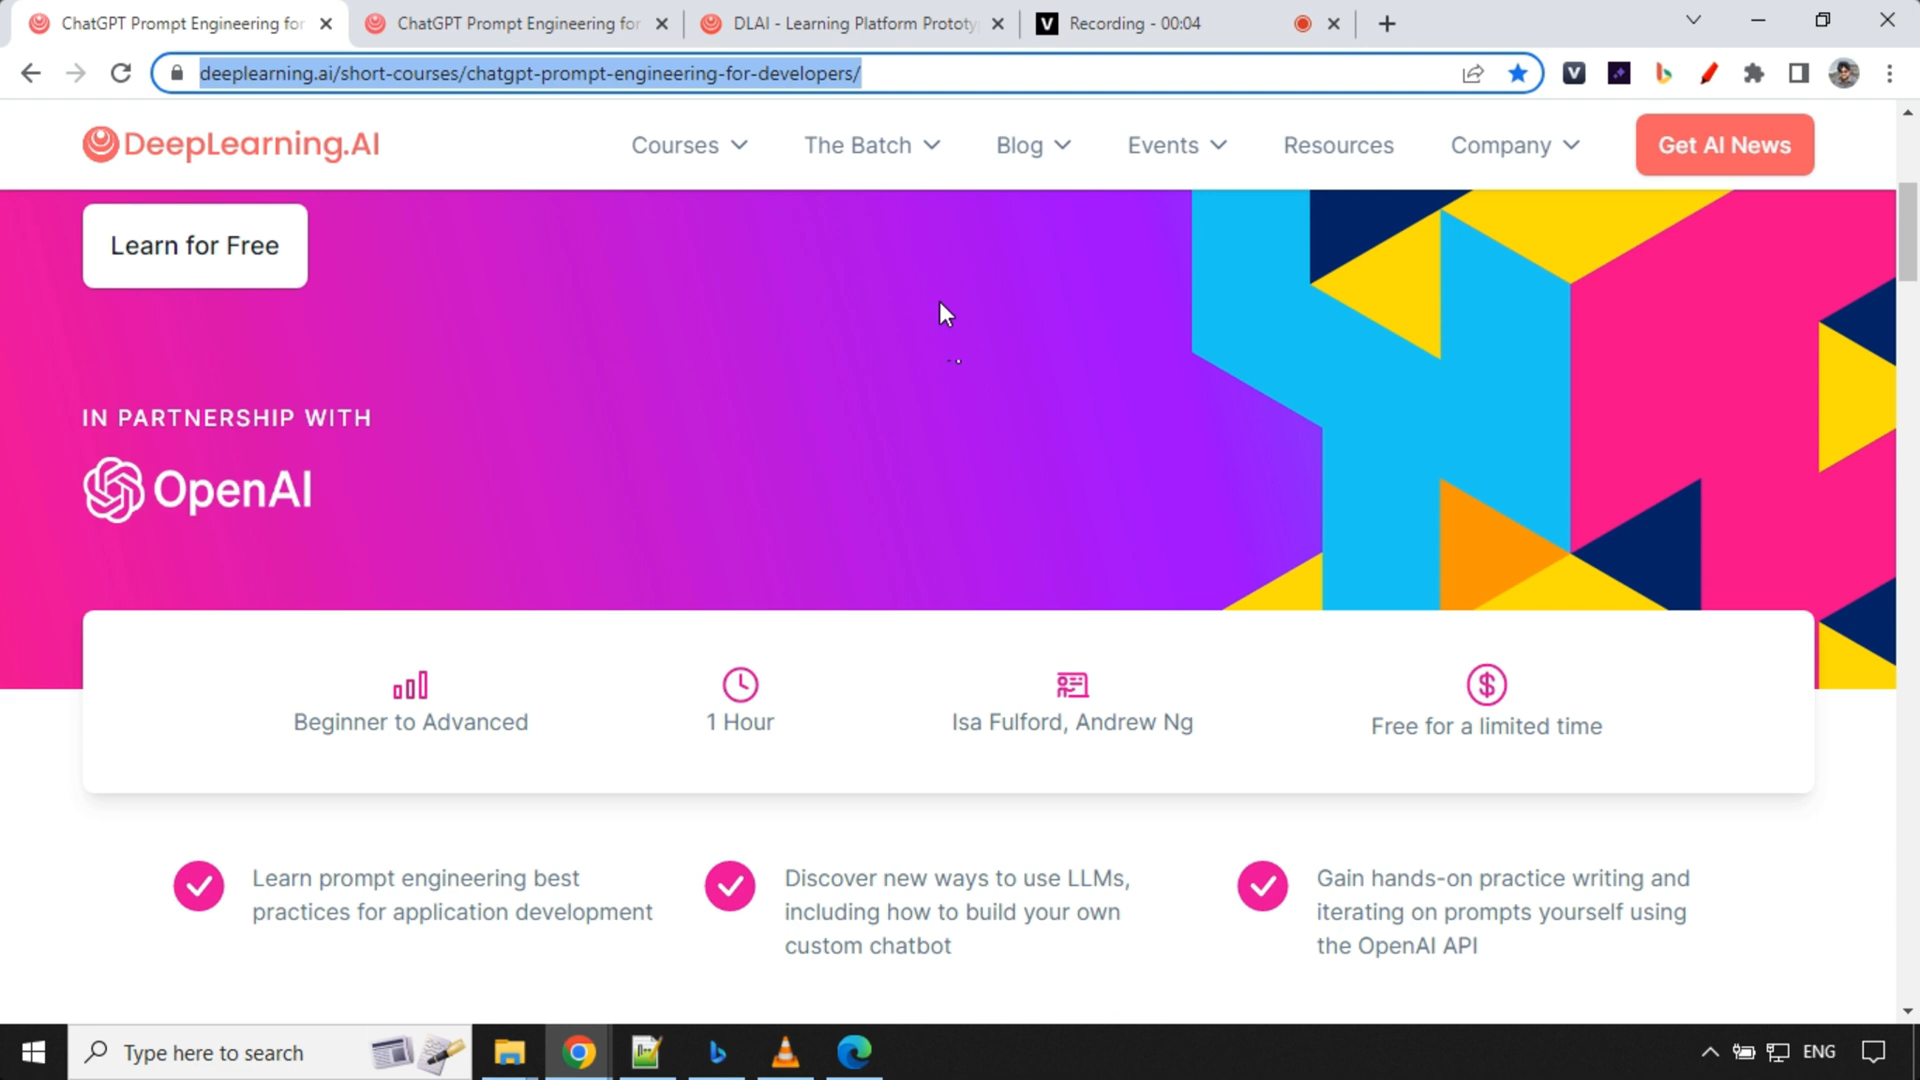 ChatGPT Prompt Engineering for
ChatGPT Prompt Engineering for
DLAI - Learning Platform Prototy
V
Recording - 00:04
deeplearning.ai/short-courses/chatgpt-prompt-engineering-for-developers/
V
DeepLearning.AI
Courses
The Batch
Blog
Events
Resources
Company
Get AI News
Learn for Free
IN PARTNERSHIP WITH
OpenAI
Beginner to Advanced
1 Hour
Isa Fulford, Andrew Ng
Free for a limited time
Learn prompt engineering best
practices for application development
Discover new ways to use LLMs,
including how to build your own
custom chatbot
Gain hands-on practice writing and
iterating on prompts yourself using
the OpenAI API
Type here to search
ENG